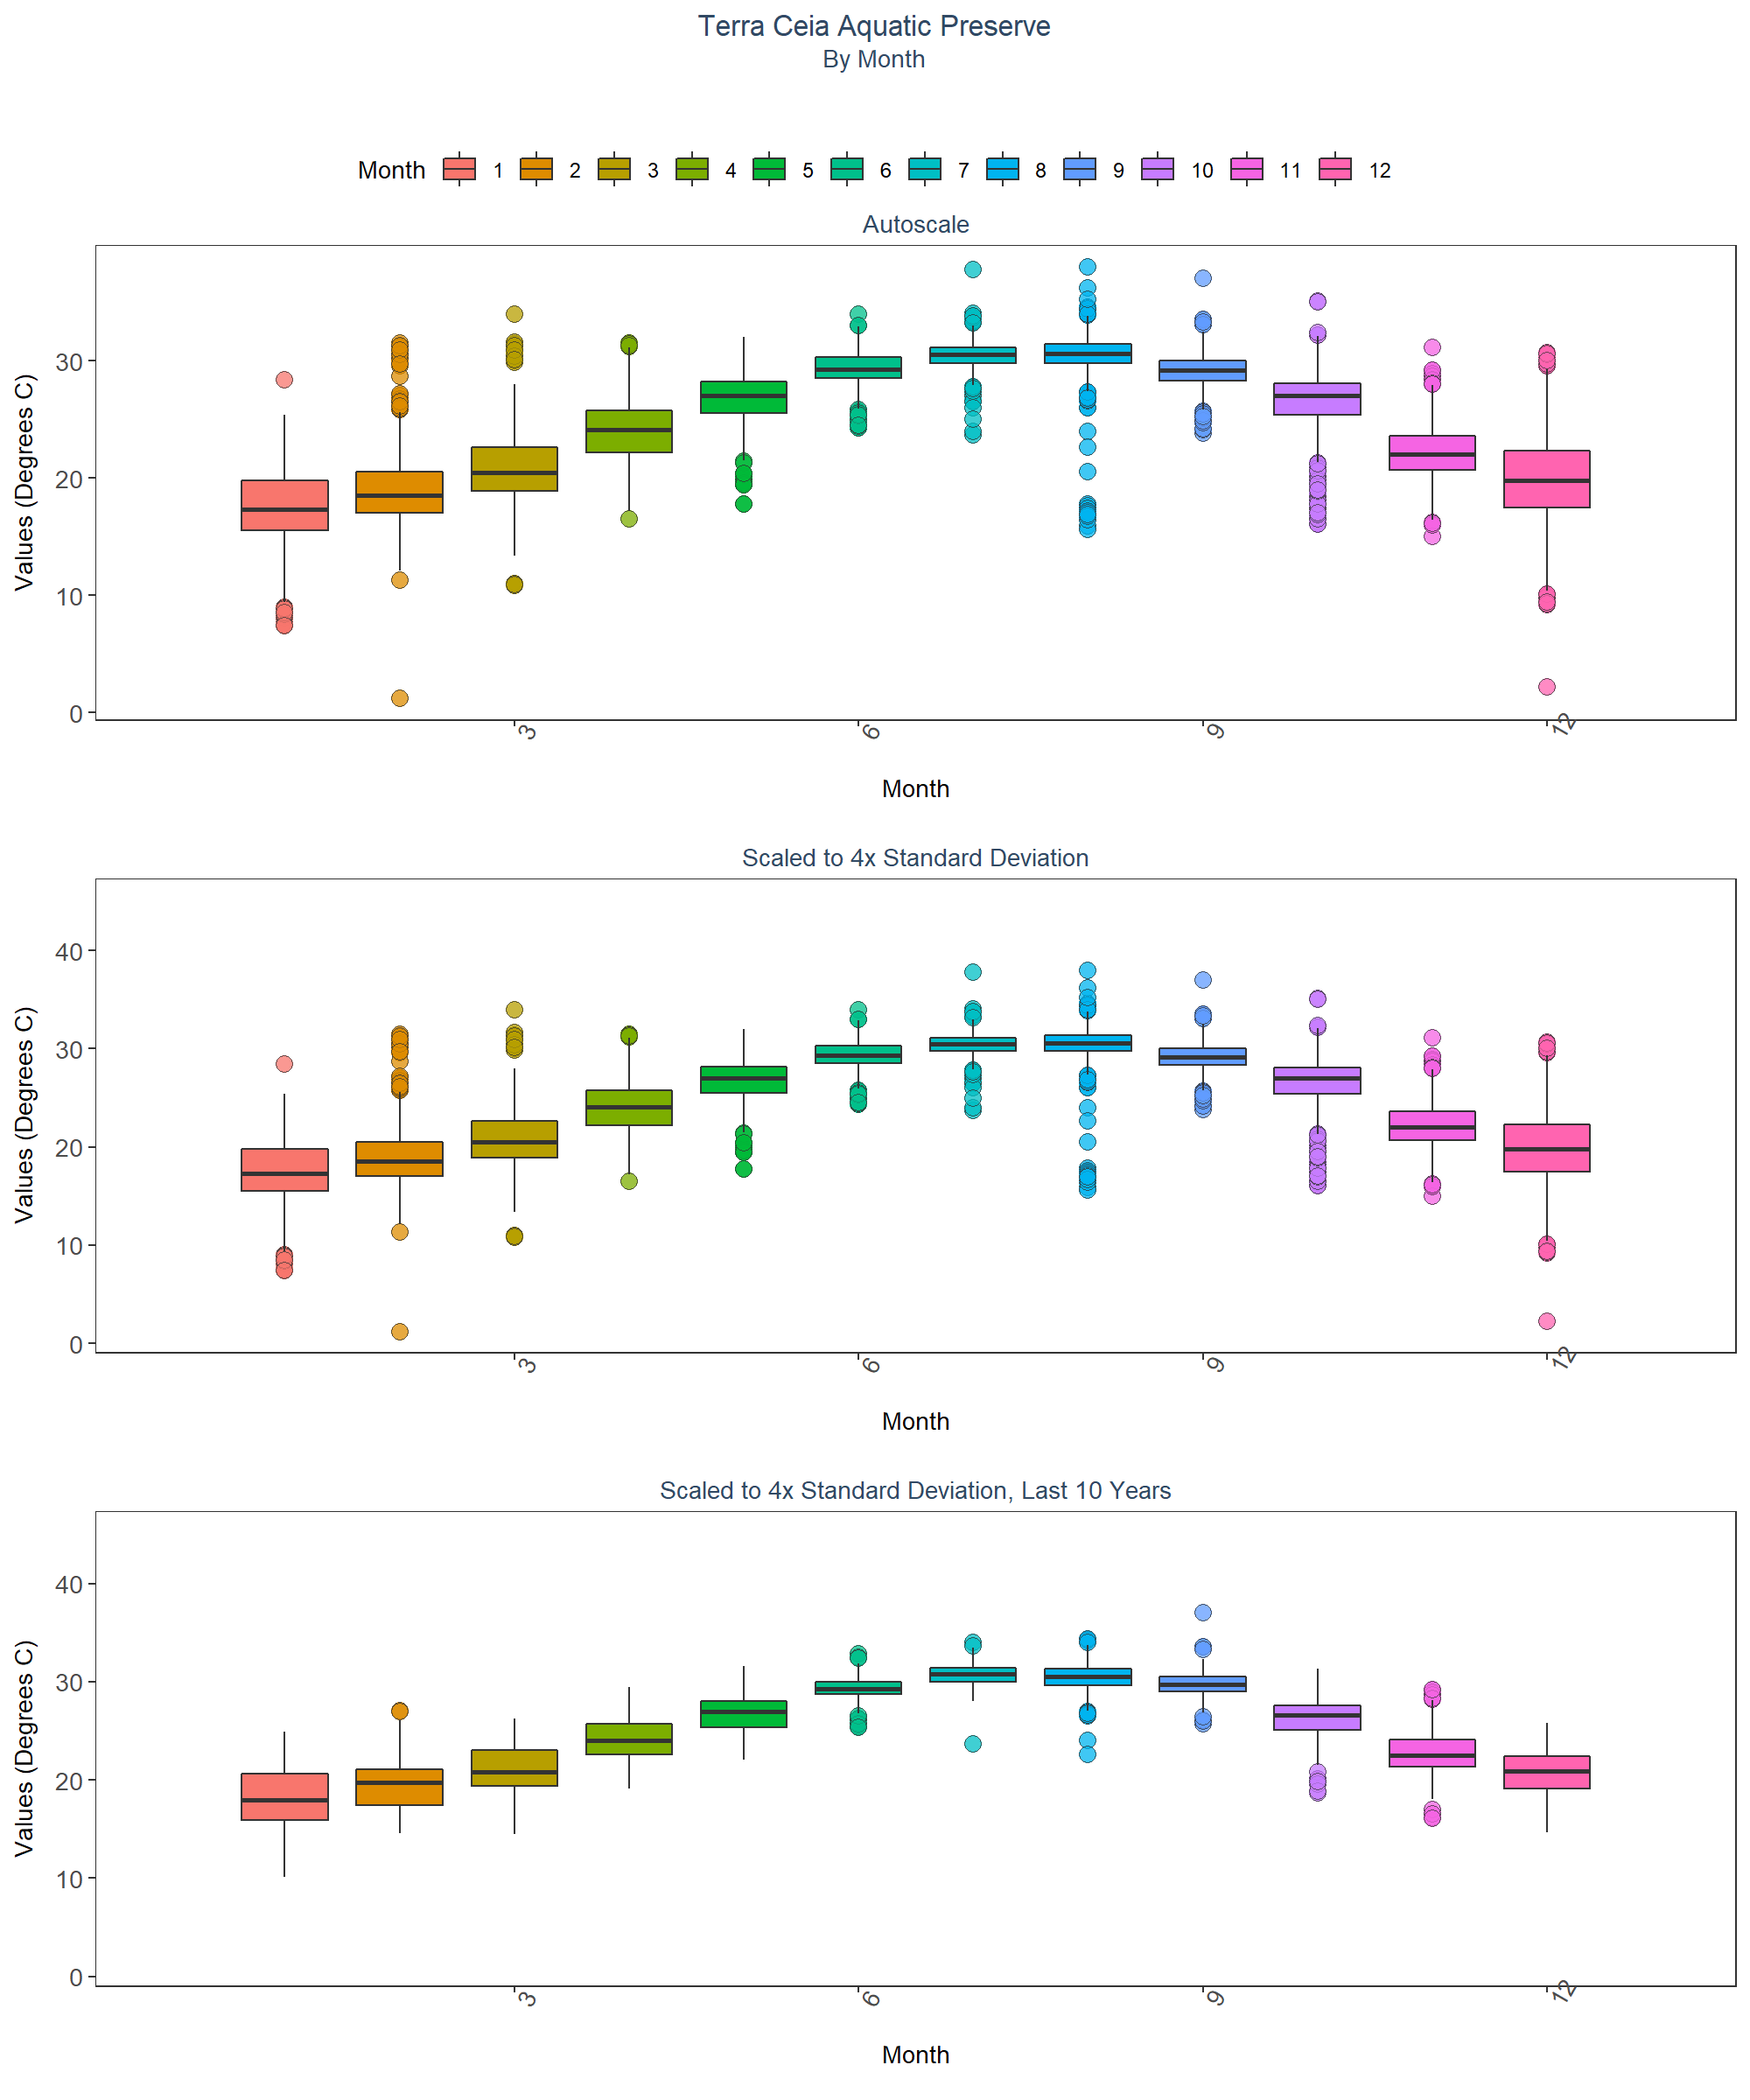 Terra Ceia Aquatic Preserve
By Month
Month 1 2 3 4 5 6 7 8 9 10 11 12
Autoscale
Values (Degrees C)
30
20
10
0
3 6 9 12
Month
Scaled to 4x Standard Deviation
Values (Degrees C)
40
30
20
10
0
3 6 9 12
Month
Scaled to 4x Standard Deviation, Last 10 Years
Values (Degrees C)
40
30
20
10
0
3 6 9 12
Month